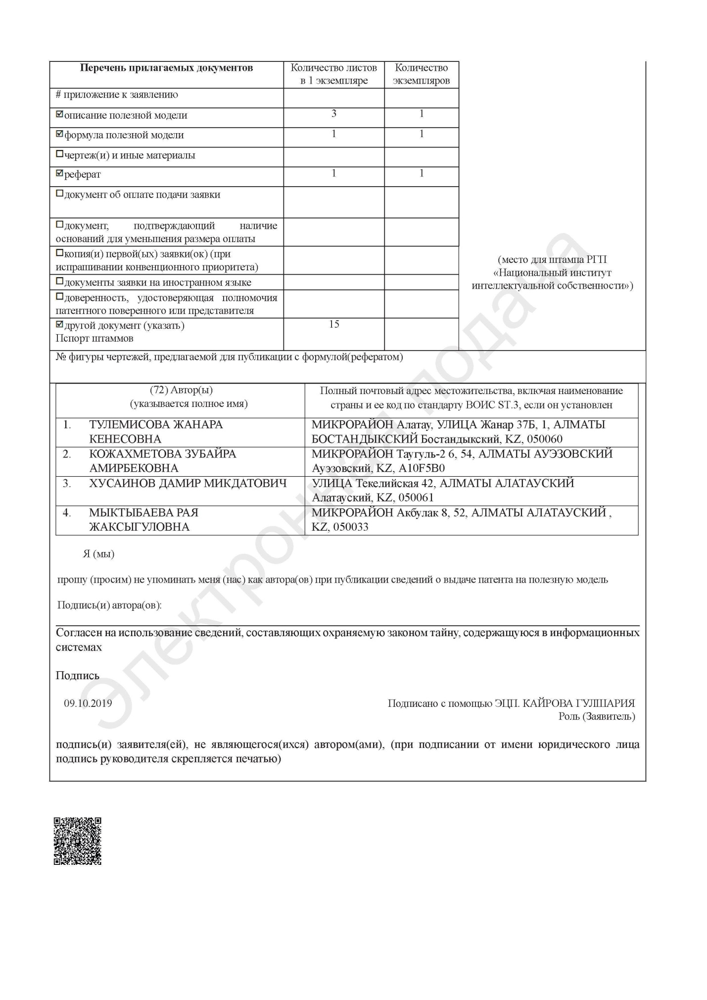 Перечень прилагаемых документов
Количество листов
в 1 экземпляре
Количество
экземпляров
# приложение к заявлению
описание полезной модели
3
1
формула полезной модели
1
1
чертеж(и) и иные материалы
реферат
1
1
документ об оплате подачи заявки
документ, подтверждающий наличие
оснований для уменьшения размера оплаты
копия(и) первой(ых) заявки(ок) (при
испрашивании конвенционного приоритета)
документы заявки на иностранном языке
доверенность, удостоверяющая полномочия
патентного поверенного или представителя
другой документ (указать)
Пспорт штаммов
15
(место для штампа РГП
«Национальный институт
интеллектуальной собственности»)
№ фигуры чертежей, предлагаемой для публикации с формулой(рефератом)
(72) Автор(ы)
(указывается полное имя)
Полный почтовый адрес местожительства, включая наименование
страны и ее код по стандарту ВОИС ST.3, если он установлен
1. ТУЛЕМИСОВА ЖАНАРА
КЕНЕСОВНА
МИКРОРАЙОН Алатау, УЛИЦА Жанар 37Б, 1, АЛМАТЫ
БОСТАНДЫКСКИЙ Бостандыкский, KZ, 050060
2. КОЖАХМЕТОВА ЗУБАЙРА
АМИРБЕКОВНА
МИКРОРАЙОН Таугуль-2 6, 54, АЛМАТЫ АУЭЗОВСКИЙ
Ауэзовский, KZ, A10F5B0
3. ХУСАИНОВ ДАМИР МИКДАТОВИЧ
УЛИЦА Текелийская 42, АЛМАТЫ АЛАТАУСКИЙ
Алатауский, KZ, 050061
4. МЫКТЫБАЕВА РАЯ
ЖАКСЫГУЛОВНА
МИКРОРАЙОН Акбулак 8, 52, АЛМАТЫ АЛАТАУСКИЙ ,
KZ, 050033
Я (мы)
прошу (просим) не упоминать меня (нас) как автора(ов) при публикации сведений о выдаче патента на полезную модель
Подпись(и) автора(ов):
Согласен на использование сведений, составляющих охраняемую законом тайну, содержащуюся в информационных
системах
Подпись
09.10.2019
Подписано с помощью ЭЦП. КАЙРОВА ГУЛШАРИЯ
Роль (Заявитель)
подпись(и) заявителя(ей), не являющегося(ихся) автором(ами), (при подписании от имени юридического лица
подпись руководителя скрепляется печатью)
Электронная подача